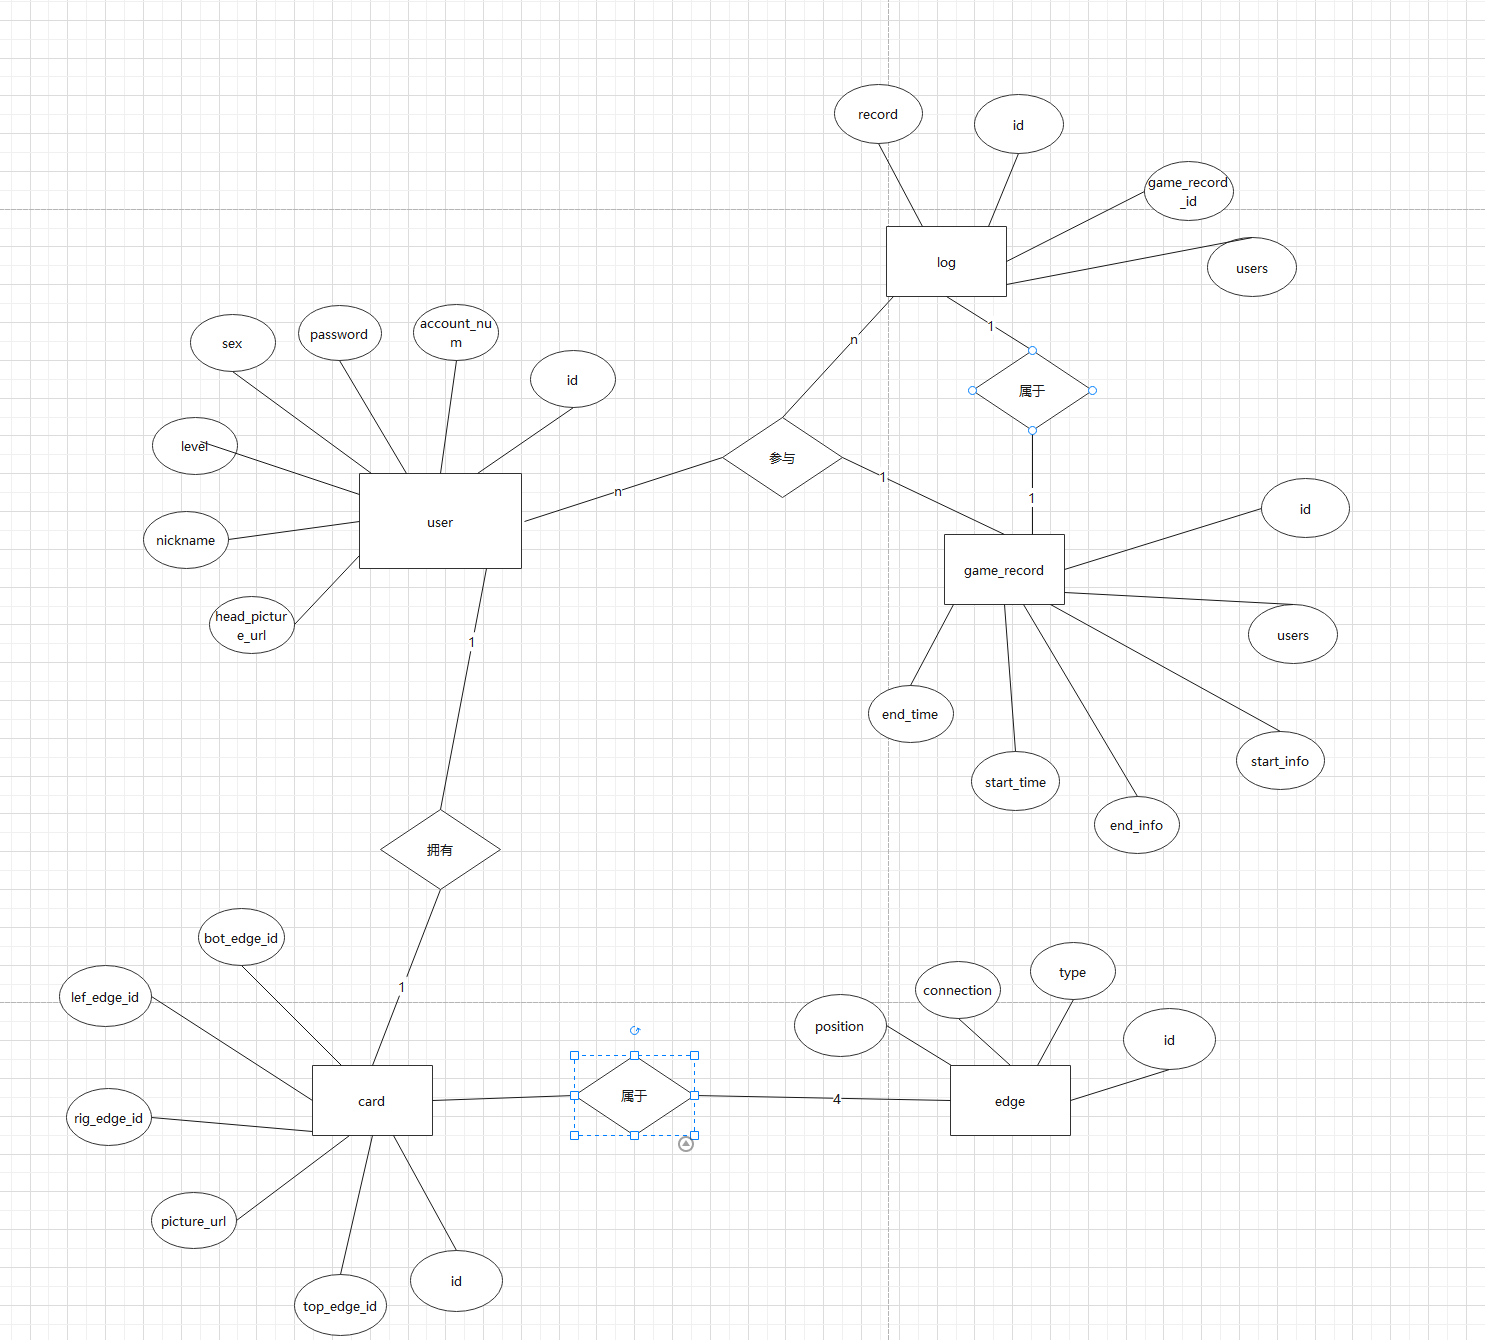 record
id
game_record
_id
log
users
sex
password
account_nu
m
1
n
id
属于
level
参与
n
1
1
user
nickname
id
game_record
head_pictur
e_url
users
1
end_time
start_info
start_time
end_info
拥有
bot_edge_id
1
lef_edge_id
type
connection
position
id
card
属于
4
edge
rig_edge_id
picture_url
id
top_edge_id